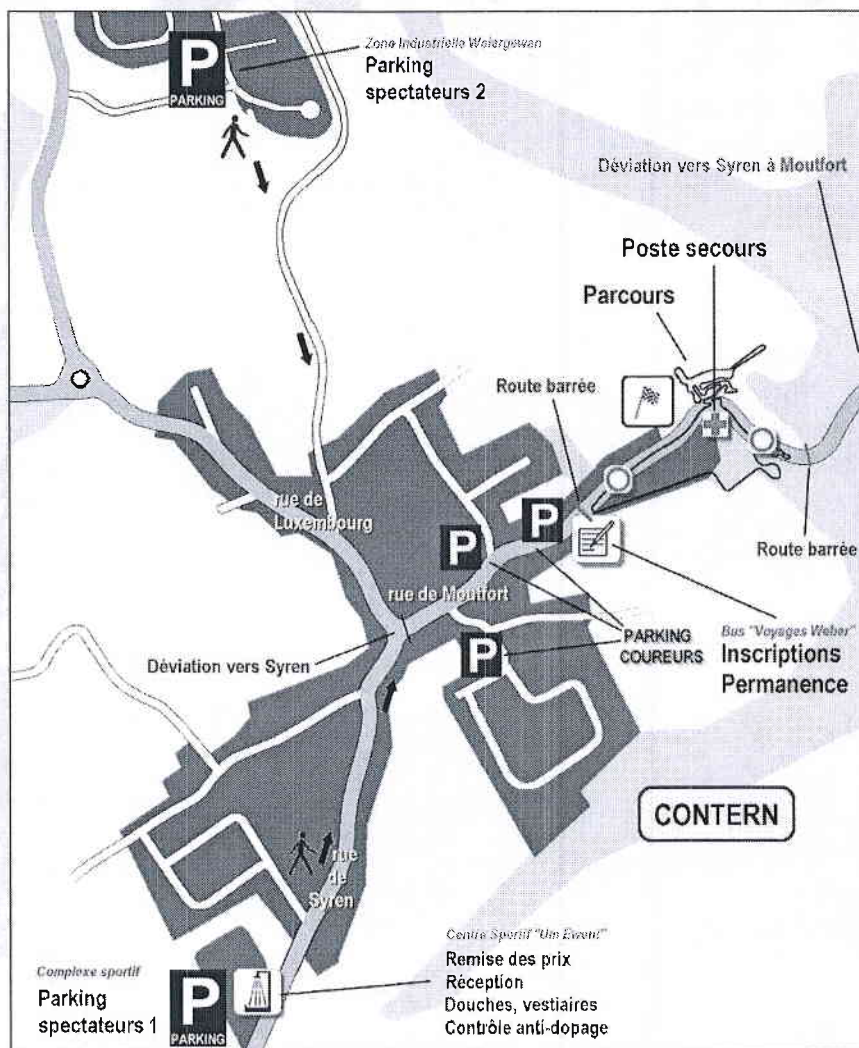 Zone Industrielle Weiergewan
P
PARKING
Parking
spectateurs 2
Déviation vers Syren à Moutfort
Poste secours
Parcours
Route barrée
rue de
Luxembourg
P
P
Route barrée
rue de Moutfort
P
PARKING
COUREURS
Bus "Voyages Weber"
Inscriptions
Permanence
Déviation vers Syren
CONTERN
rue
de
Syren
Centre Sportif "Um Ewent"
Remise des prix
Réception
Douches, vestiaires
Contrôle anti-dopage
Complexe sportif
Parking
spectateurs 1
P
PARKING